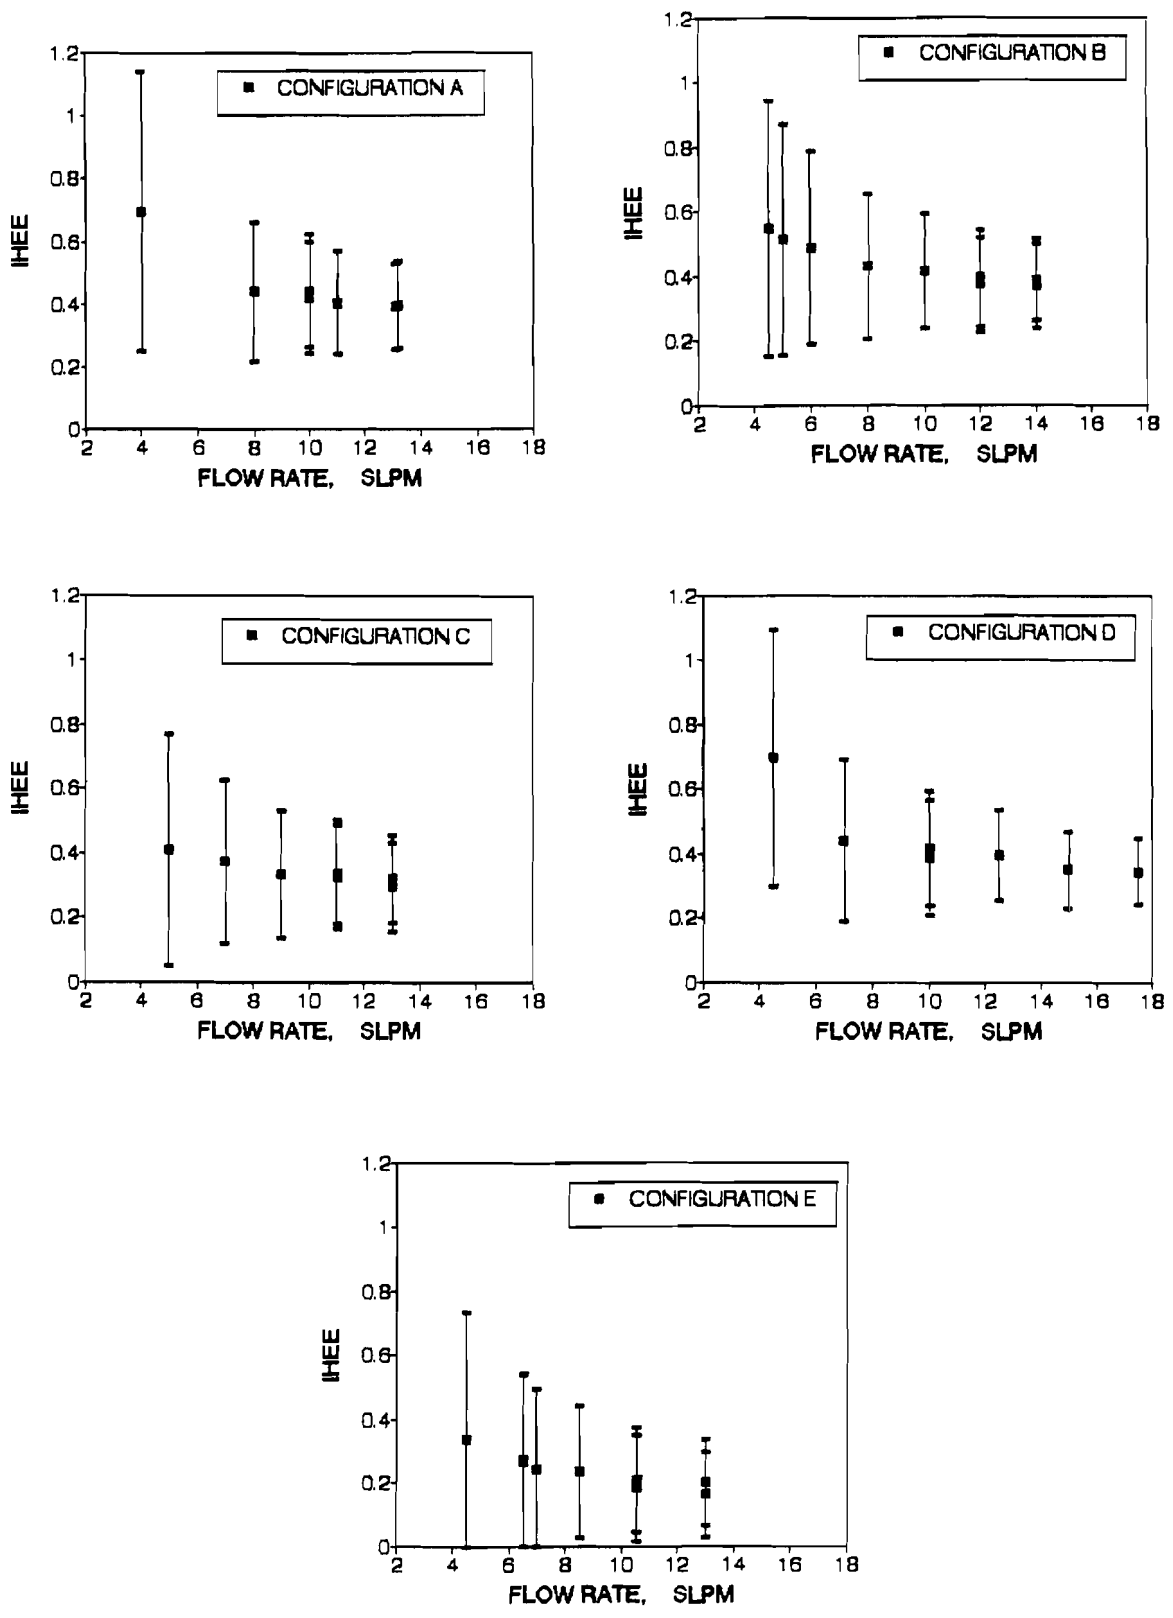 1.2
CONFIGURATION A
1
0.8
0.6
0.4
0.2
0
IHEE
2 4 6 8 10 12 14 16 18
FLOW RATE, SLPM
1.2
CONFIGURATION B
1
0.8
0.6
0.4
0.2
0
IHEE
2 4 6 8 10 12 14 16 18
FLOW RATE, SLPM
1.2
CONFIGURATION C
1
0.8
0.6
0.4
0.2
0
IHEE
2 4 6 8 10 12 14 16 18
FLOW RATE, SLPM
1.2
CONFIGURATION D
1
0.8
0.6
0.4
0.2
0
IHEE
2 4 6 8 10 12 14 16 18
FLOW RATE, SLPM
1.2
CONFIGURATION E
1
0.8
0.6
0.4
0.2
0
IHEE
2 4 6 8 10 12 14 16 18
FLOW RATE, SLPM